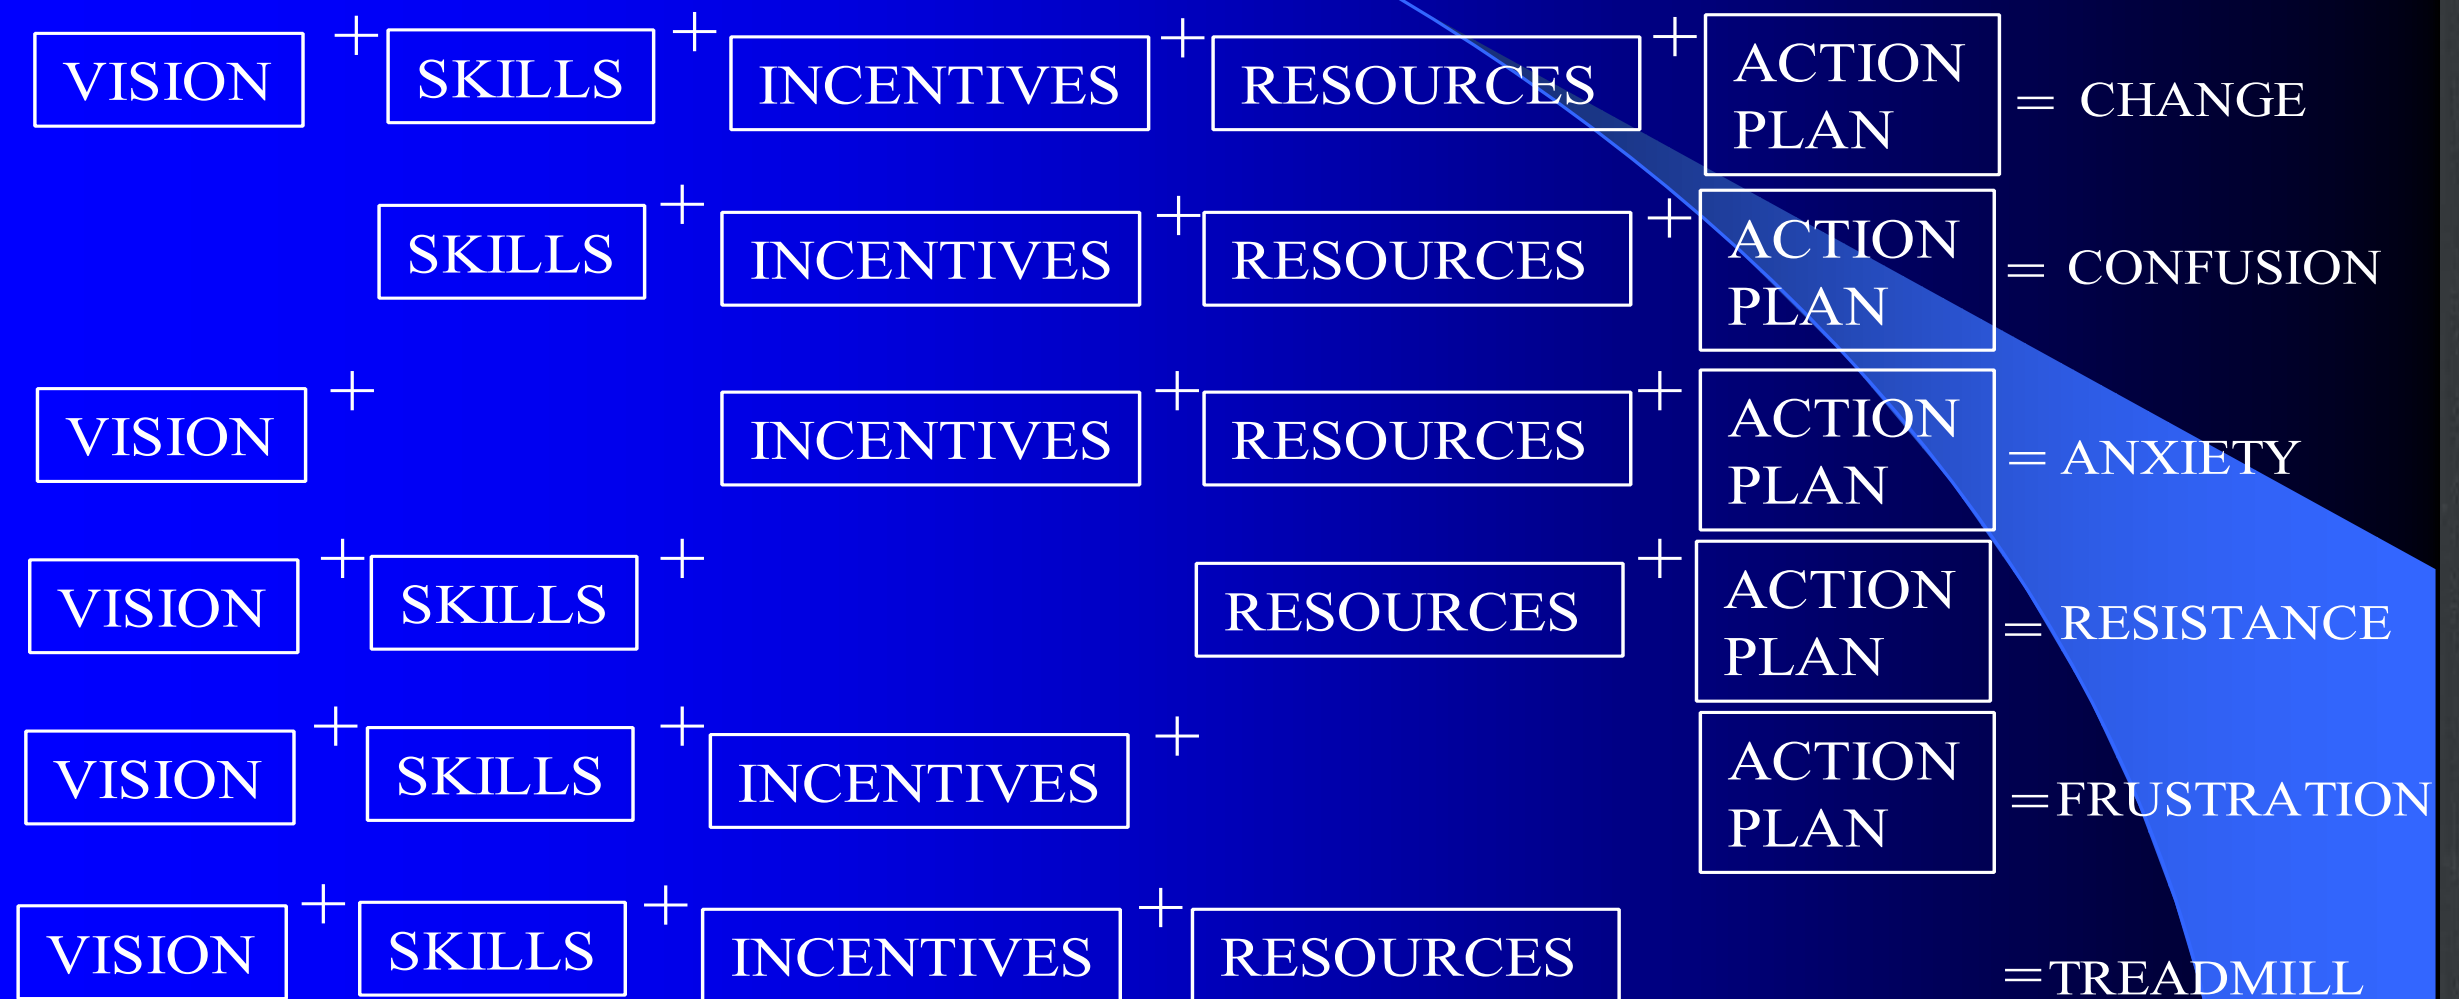 VISION + SKILLS + INCENTIVES + RESOURCES + ACTION PLAN = CHANGE
SKILLS + INCENTIVES + RESOURCES + ACTION PLAN = CONFUSION
VISION + INCENTIVES + RESOURCES + ACTION PLAN = ANXIETY
VISION + SKILLS + RESOURCES + ACTION PLAN = RESISTANCE
VISION + SKILLS + INCENTIVES + ACTION PLAN =FRUSTRATION
VISION + SKILLS + INCENTIVES + RESOURCES =TREADMILL